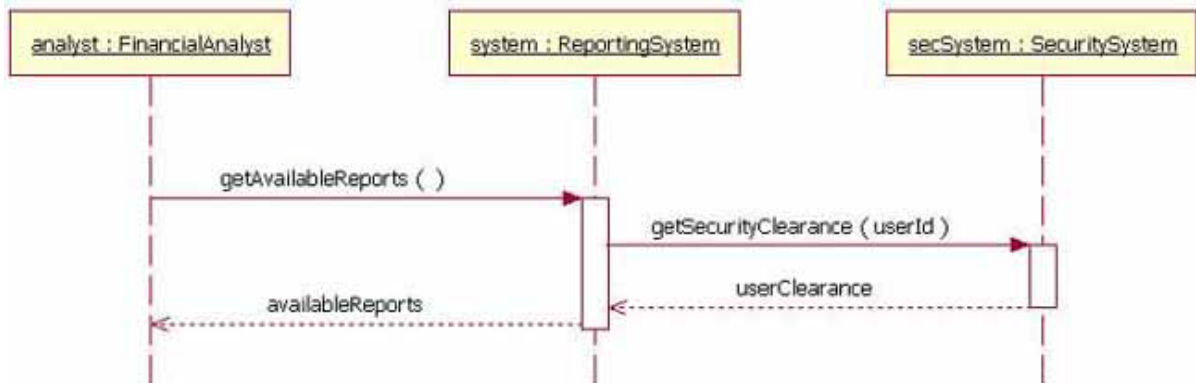 analyst : FinancialAnalyst
system : ReportingSystem
secSystem : SecuritySystem
getAvailableReports ( )
getSecurityClearance ( userId )
userClearance
availableReports